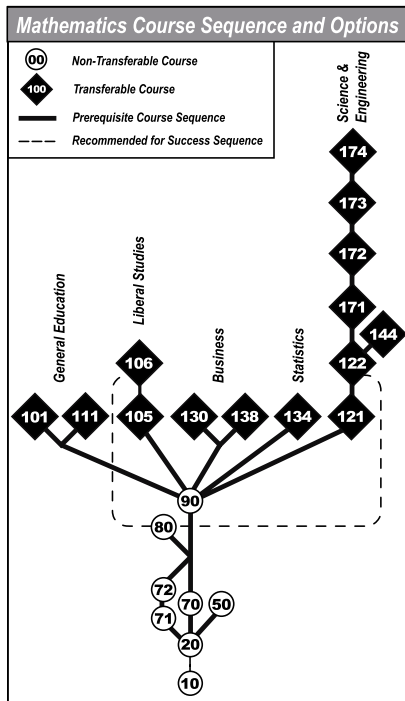 Mathematics Course Sequence and Options
00 Non-Transferable Course
100 Transferable Course
Prerequisite Course Sequence
Recommended for Success Sequence
Science &
Engineering
174
173
172
171
144
122
General Education
Liberal Studies
Business
Statistics
106
101 111 105 130 138 134 121
90
80
72
70 50
71
20
10